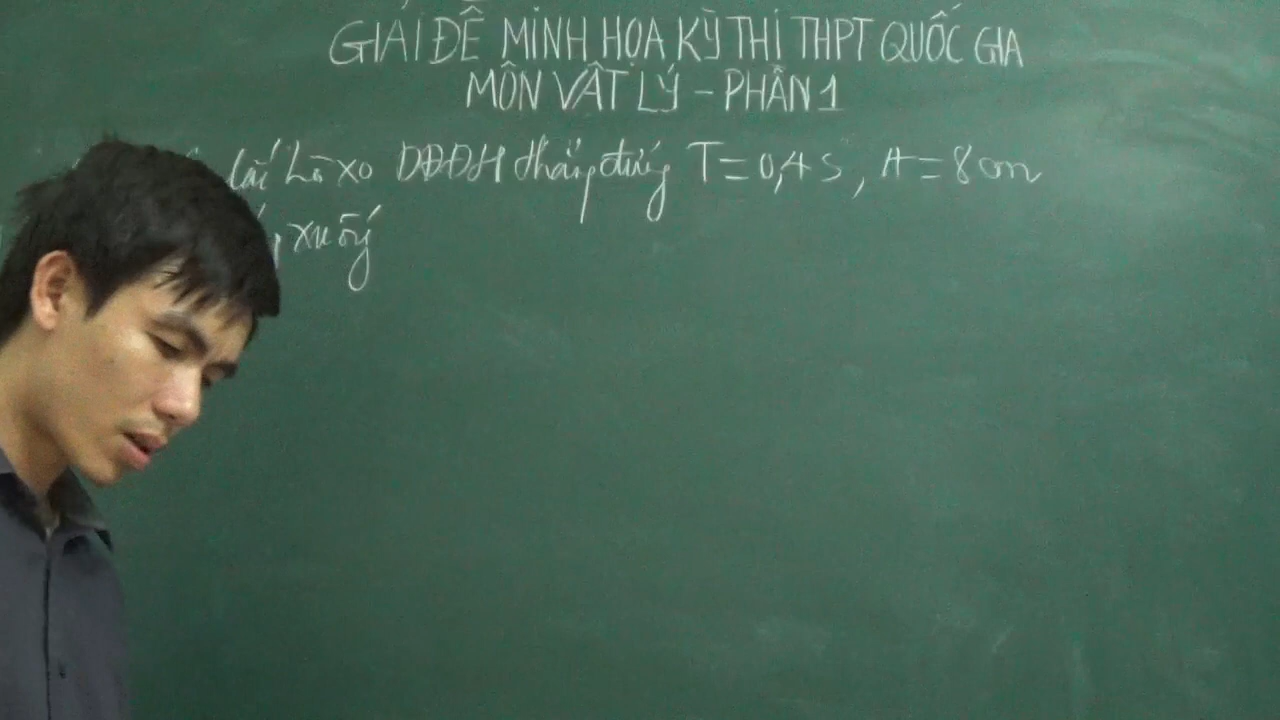 GIẢI ĐỀ MINH HỌA KỲ THI THPT QUỐC GIA
MÔN VẬT LÝ - PHẦN 1
lắc lò xo DĐĐH thẳng đứng T = 0,4 s, A = 8 cm
xuống